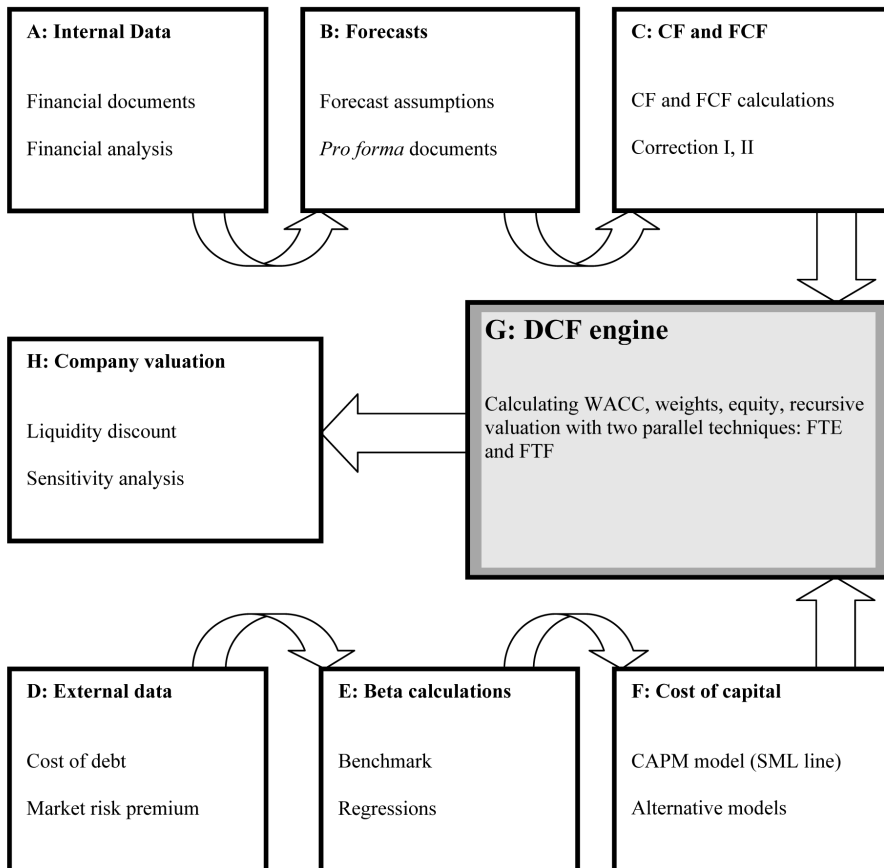 A: Internal Data
Financial documents
Financial analysis
B: Forecasts
Forecast assumptions
Pro forma documents
C: CF and FCF
CF and FCF calculations
Correction I, II
G: DCF engine
Calculating WACC, weights, equity, recursive
valuation with two parallel techniques: FTE
and FTF
H: Company valuation
Liquidity discount
Sensitivity analysis
D: External data
Cost of debt
Market risk premium
E: Beta calculations
Benchmark
Regressions
F: Cost of capital
CAPM model (SML line)
Alternative models